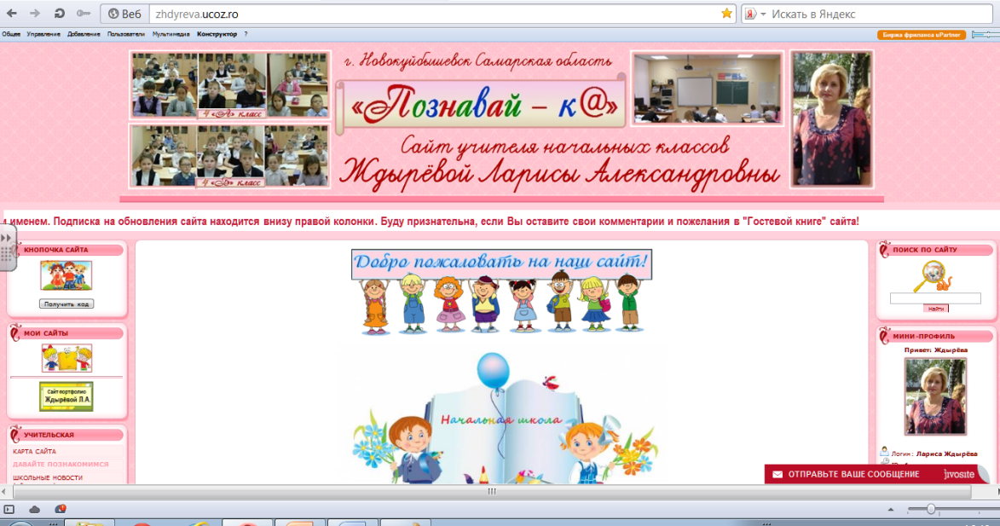 Веб
zhdyreva.ucoz.ro
Искать в Яндекс
Общее Управление Добавление Пользователи Мультимедиа Конструктор ?
Биржа фриланса uPartner
г. Новокуйбышевск Самарская область
«Познавай – к@»
4 «А» класс
Сайт учителя начальных классов
Ждырёвой Ларисы Александровны
класс
именем. Подписка на обновления сайта находится внизу правой колонки. Буду признательна, если Вы оставите свои комментарии и пожелания в "Гостевой книге" сайта!
КНОПОЧКА САЙТА
Получить код
МОИ САЙТЫ
Сайт-портфолио
Ждырёвой Л.А.
УЧИТЕЛЬСКАЯ
КАРТА САЙТА
ДАВАЙТЕ ПОЗНАКОМИМСЯ
ШКОЛЬНЫЕ НОВОСТИ
Добро пожаловать на наш сайт!
Начальная школа
ПОИСК ПО САЙТУ
Найти
МИНИ-ПРОФИЛЬ
Привет: Ждырёва
Логин: Лариса Ждырёва
ОТПРАВЬТЕ ВАШЕ СООБЩЕНИЕ
jivosite